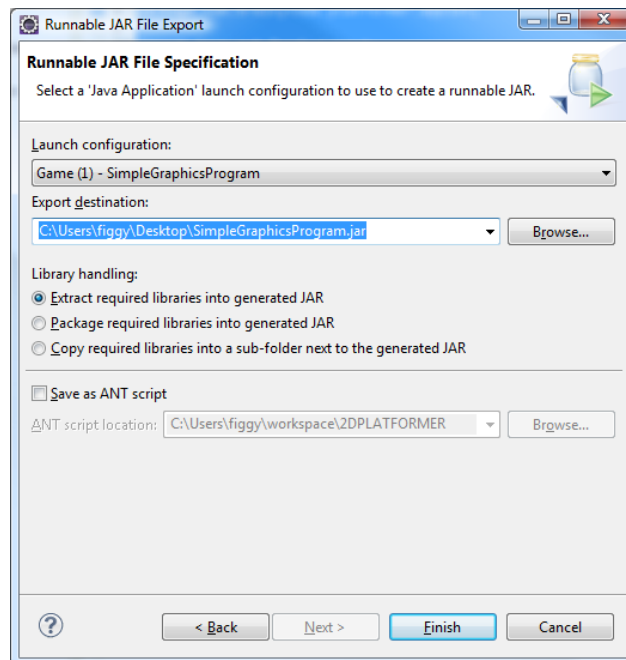 Runnable JAR File Export
Runnable JAR File Specification
Select a 'Java Application' launch configuration to use to create a runnable JAR.
Launch configuration:
Game (1) - SimpleGraphicsProgram
Export destination:
C:\Users\figgy\Desktop\SimpleGraphicsProgram.jar Browse...
Library handling:
Extract required libraries into generated JAR
Package required libraries into generated JAR
Copy required libraries into a sub-folder next to the generated JAR
Save as ANT script
ANT script location: C:\Users\figgy\workspace\2DPLATFORMER Browse...
? < Back Next > Finish Cancel